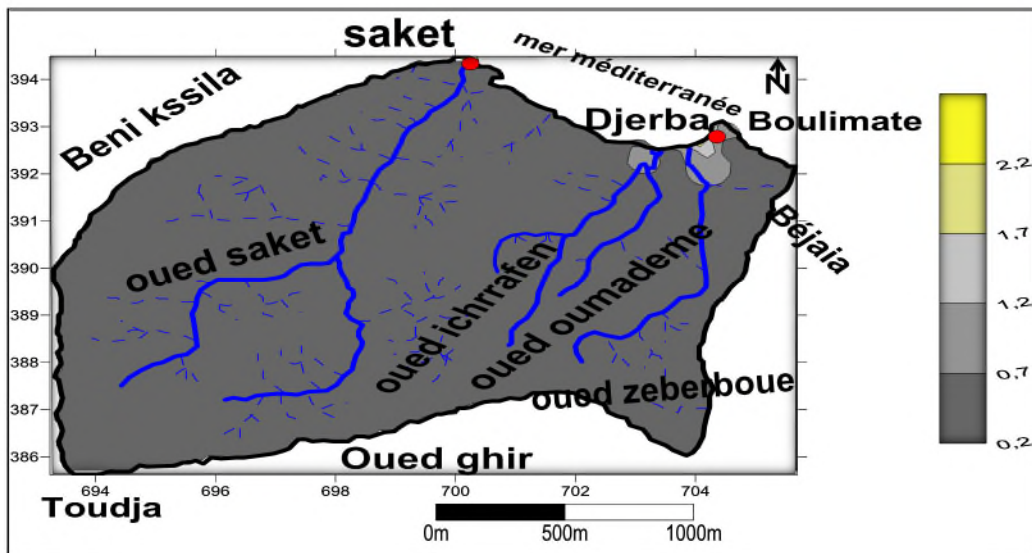 saket
mer méditerranée
N
394
Beni kssila
393
Djerba
Boulimate
392
2,2
391
Béjaia
1,7
oued saket
390
1,2
389
oued ichrrafen
oued oumademe
388
0,7
oued zeberboue
387
0,2
386
Oued ghir
694 696 698 700 702 704
Toudja
0m 500m 1000m